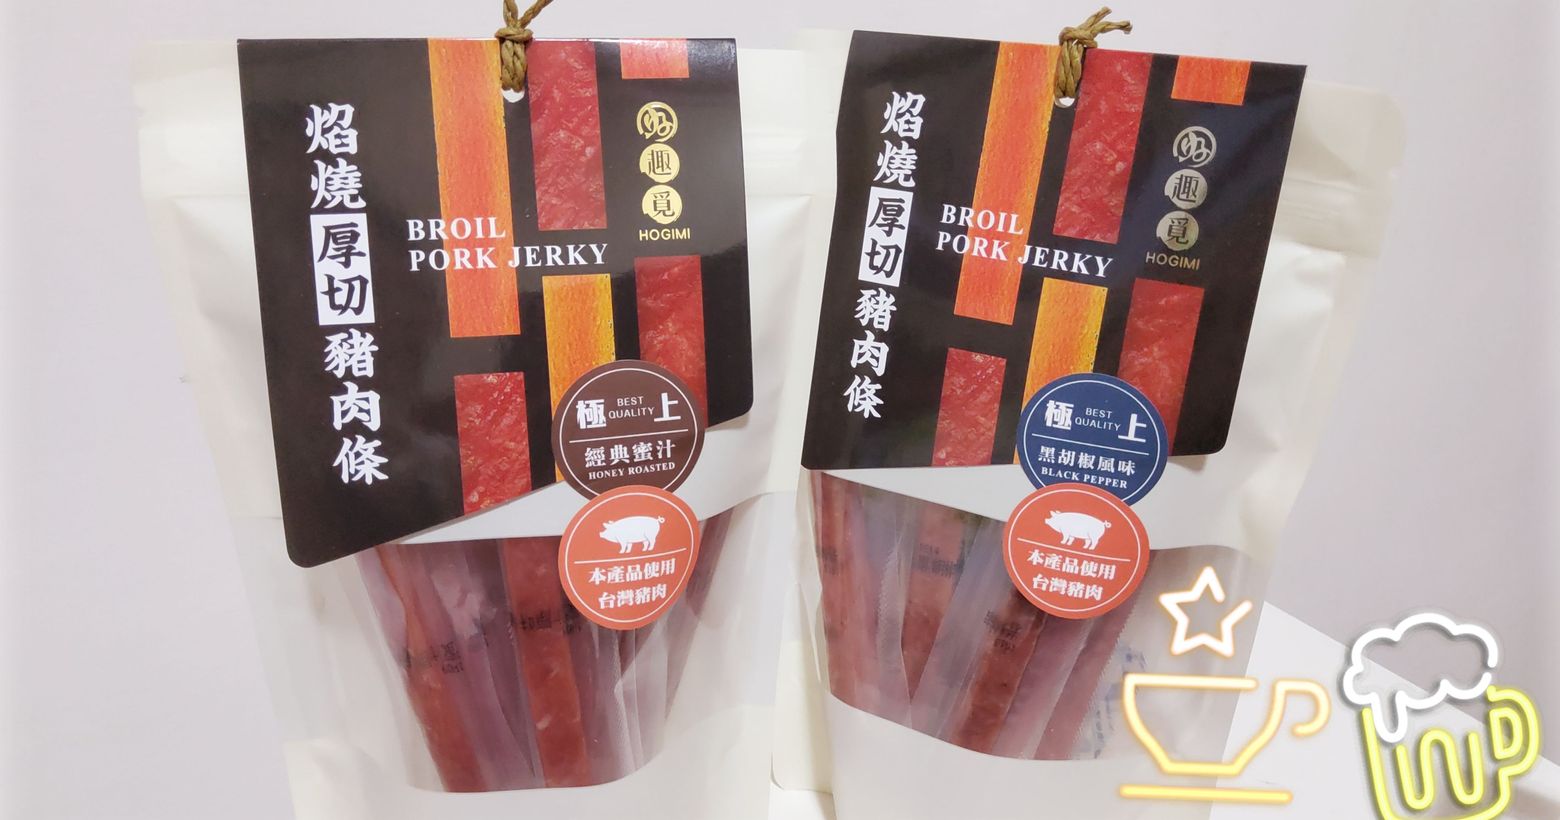 焰燒厚切豬肉條
BROIL
PORK JERKY
趣
覓
HOGIMI
極上
BEST
QUALITY
經典蜜汁
HONEY ROASTED
本產品使用
台灣豬肉
焰燒厚切豬肉條
BROIL
PORK JERKY
趣
覓
HOGIMI
極上
BEST
QUALITY
黑胡椒風味
BLACK PEPPER
本產品使用
台灣豬肉